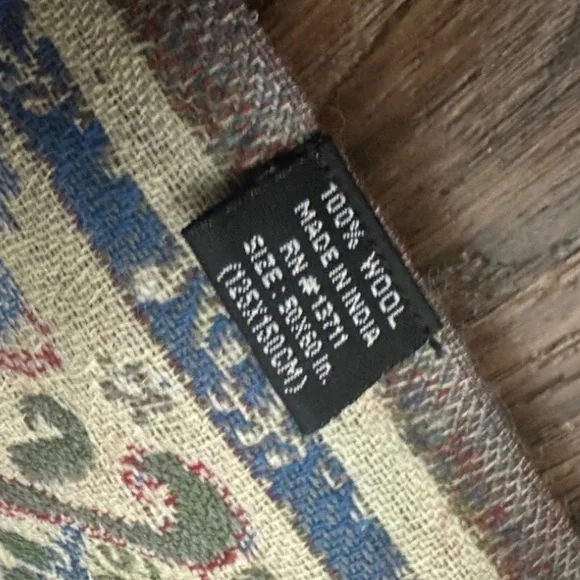 100% WOOL
MADE IN INDIA
RN #13711
SIZE : 50X60 in.
(125X150CM)